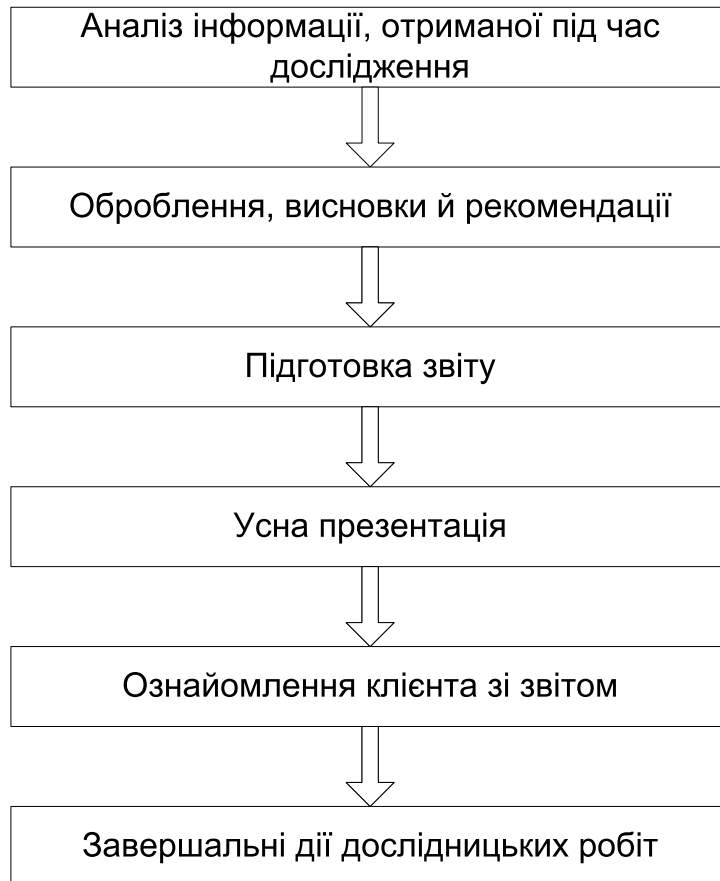 Аналіз інформації, отриманої під час
дослідження
Оброблення, висновки й рекомендації
Підготовка звіту
Усна презентація
Ознайомлення клієнта зі звітом
Завершальні дії дослідницьких робіт